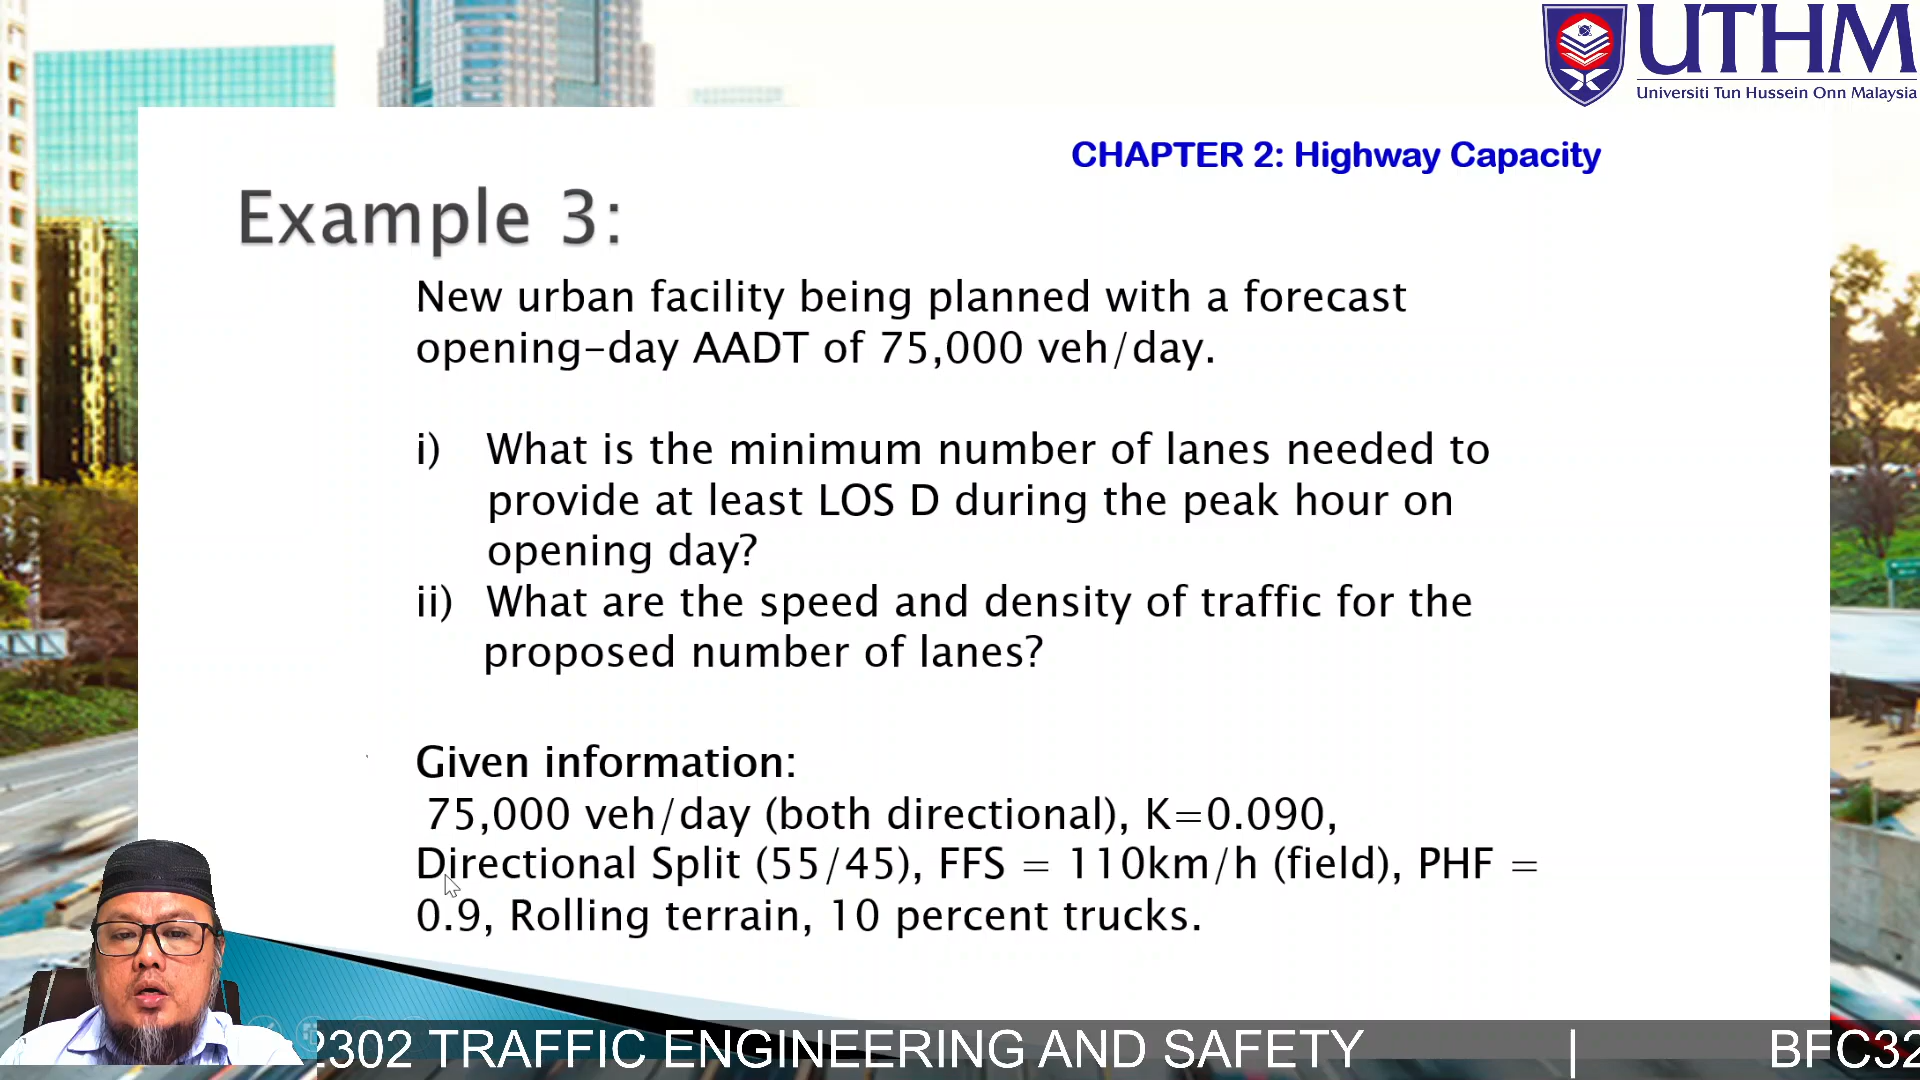 UTHM
Universiti Tun Hussein Onn Malaysia
CHAPTER 2: Highway Capacity
Example 3:
New urban facility being planned with a forecast
opening-day AADT of 75,000 veh/day.
i) What is the minimum number of lanes needed to
provide at least LOS D during the peak hour on
opening day?
ii) What are the speed and density of traffic for the
proposed number of lanes?
Given information:
75,000 veh/day (both directional), K=0.090,
Directional Split (55/45), FFS = 110km/h (field), PHF =
0.9, Rolling terrain, 10 percent trucks.
2302 TRAFFIC ENGINEERING AND SAFETY | BFC32